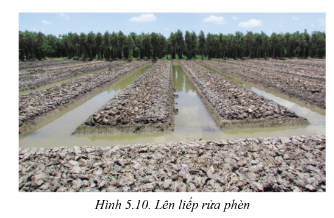 Hình 5.10. Lên liếp rửa phèn